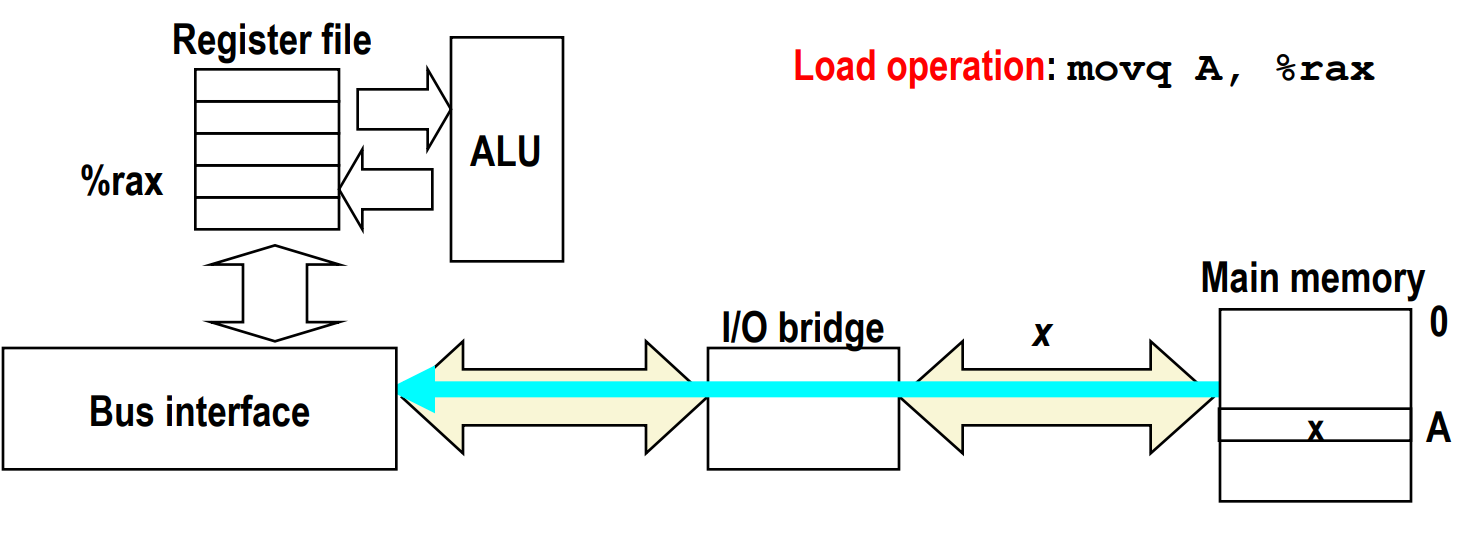 Register file
Load operation: movq A, %rax
ALU
%rax
Main memory
0
I/O bridge
x
Bus interface
x
A